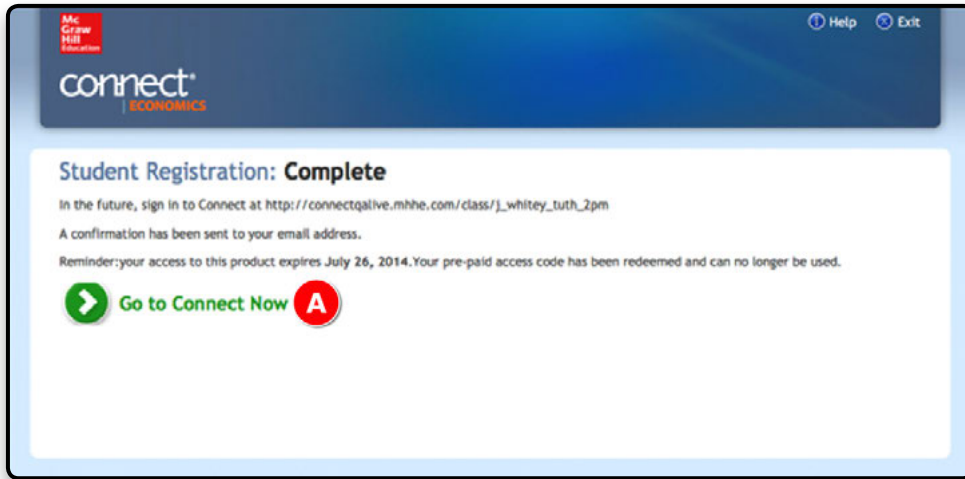 Mc
Graw
Hill
Education
Help Exit
connect®
ECONOMICS
Student Registration: Complete
In the future, sign in to Connect at http://connectqalive.mhhe.com/class/j_whitey_tuth_2pm
A confirmation has been sent to your email address.
Reminder:your access to this product expires July 26, 2014.Your pre-paid access code has been redeemed and can no longer be used.
Go to Connect Now A